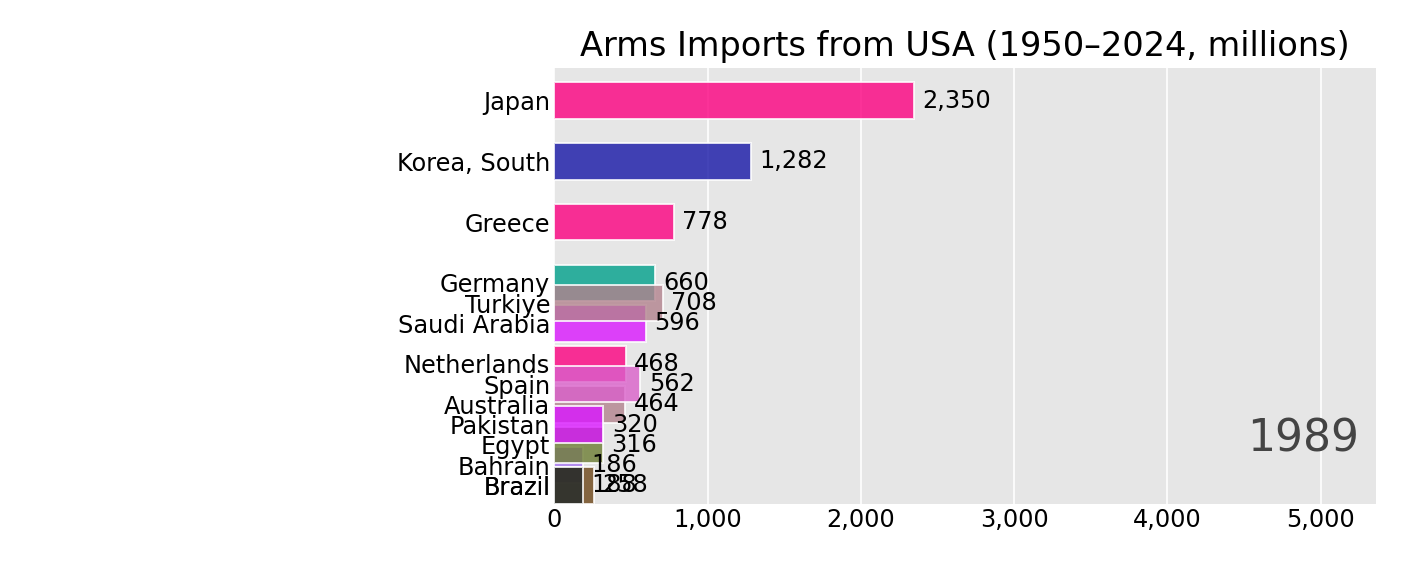 Arms Imports from USA (1950–2024, millions)
Japan 2,350
Korea, South 1,282
Greece 778
Germany 660
Turkiye 708
Saudi Arabia 596
Netherlands 468
Spain 562
Australia 464
Pakistan 320
Egypt 316
1989
Bahrain 186
Brazil
0 1,000 2,000 3,000 4,000 5,000